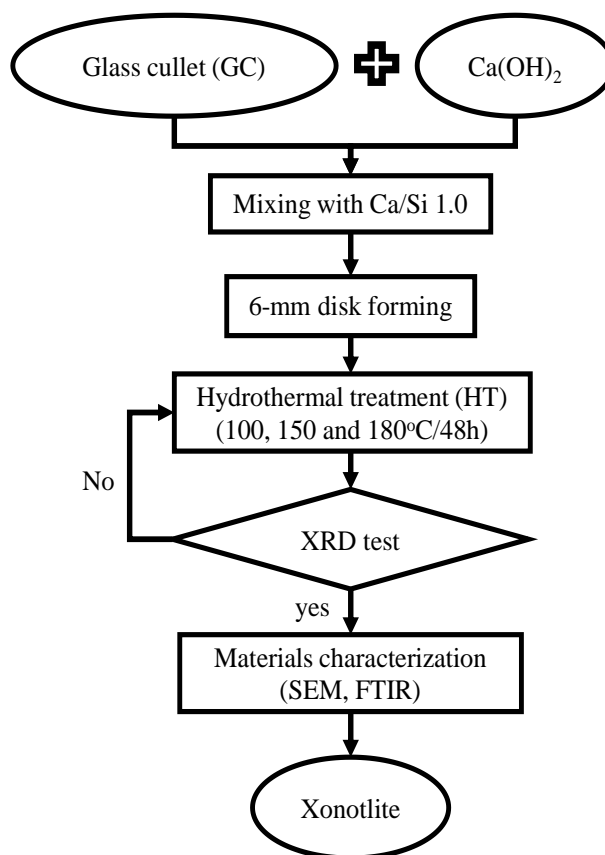 Glass cullet (GC)
Ca(OH)₂
Mixing with Ca/Si 1.0
6-mm disk forming
Hydrothermal treatment (HT)
(100, 150 and 180ºC/48h)
No
XRD test
yes
Materials characterization
(SEM, FTIR)
Xonotlite